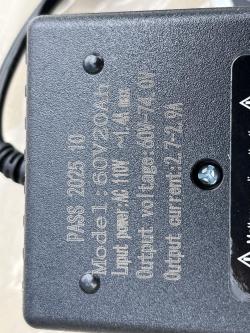 PASS 2025 10
Model:60V20Ah
Lnput power:AC 110V ~1.4A max
Output voltage:60V-74.0V
Output current:2.7-2.9A